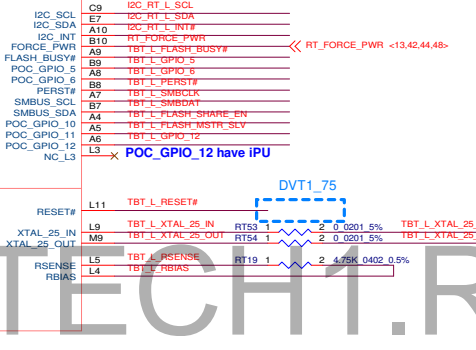 I2C_SCL C9 I2C_RT_L_SCL
I2C_SDA E7 I2C_RT_L_SDA
I2C_INT A10 I2C_RT_L_INT#
FORCE_PWR B10 RT_FORCE_PWR RT_FORCE_PWR <13,42,44,48>
FLASH_BUSY# A9 TBT_L_FLASH_BUSY#
POC_GPIO_5 B9 TBT_L_GPIO_5
POC_GPIO_6 A8 TBT_L_GPIO_6
PERST# B8 TBT_L_PERST#
SMBUS_SCL A7 TBT_L_SMBCLK
SMBUS_SDA B7 TBT_L_SMBDAT
POC_GPIO_10 A4 TBT_L_FLASH_SHARE_EN
POC_GPIO_11 A5 TBT_L_FLASH_MSTR_SLV
POC_GPIO_12 A6 TBT_L_GPIO_12
NC_L3 L3 POC_GPIO_12 have iPU
DVT1_75
RESET# L11 TBT_L_RESET#
XTAL_25_IN L9 TBT_L_XTAL_25_IN RT53 1 2 0_0201_5% TBT_L_XTAL_25
XTAL_25_OUT M9 TBT_L_XTAL_25_OUT RT54 1 2 0_0201_5% TBT_L_XTAL_25
RSENSE L5 TBT_L_RSENSE RT19 1 2 4.75K_0402_0.5%
RBIAS L4 TBT_L_RBIAS
TECH1.R